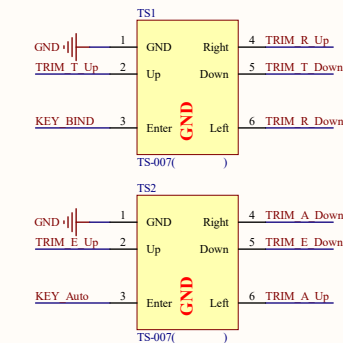 TS1
GND 1 GND Right 4 TRIM_R_Up
TRIM_T_Up 2 Up Down 5 TRIM_T_Down
KEY_BIND 3 Enter GND Left 6 TRIM_R_Down
TS-007( )
TS2
GND 1 GND Right 4 TRIM_A_Down
TRIM_E_Up 2 Up Down 5 TRIM_E_Down
KEY_Auto 3 Enter GND Left 6 TRIM_A_Up
TS-007( )